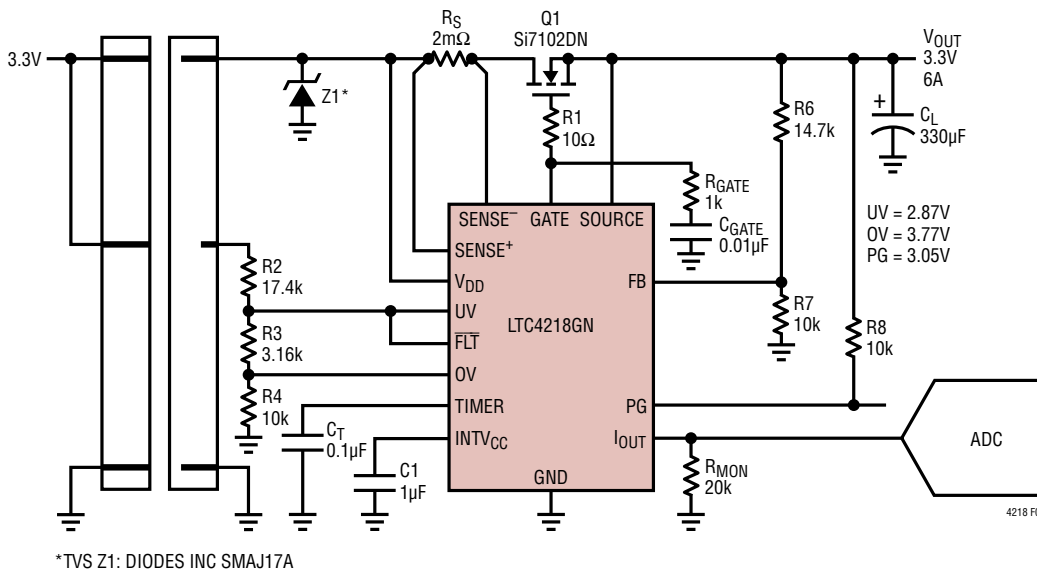 RS
2mΩ
Q1
Si7102DN
3.3V
VOUT
3.3V
6A
Z1*
R1
10Ω
R6
14.7k
+
CL
330µF
RGATE
1k
CGATE
0.01µF
UV = 2.87V
OV = 3.77V
PG = 3.05V
SENSE– GATE SOURCE
SENSE+
VDD
UV
FLT
OV
TIMER
INTVCC
GND
FB
PG
IOUT
LTC4218GN
R2
17.4k
R3
3.16k
R4
10k
R7
10k
R8
10k
CT
0.1µF
C1
1µF
RMON
20k
ADC
*TVS Z1: DIODES INC SMAJ17A